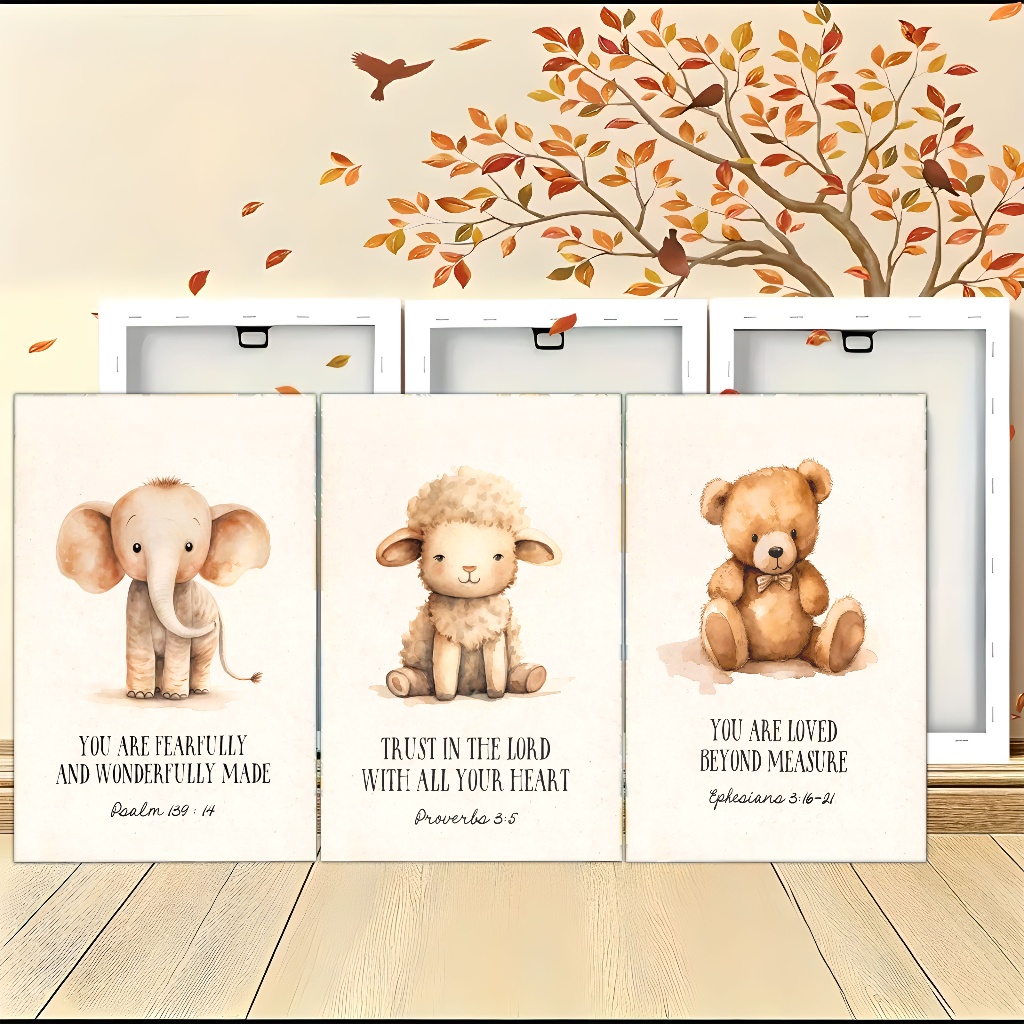 YOU ARE FEARFULLY
AND WONDERFULLY MADE
Psalm 139 : 14
TRUST IN THE LORD
WITH ALL YOUR HEART
Proverbs 3:5
YOU ARE LOVED
BEYOND MEASURE
Ephesians 3:16-21